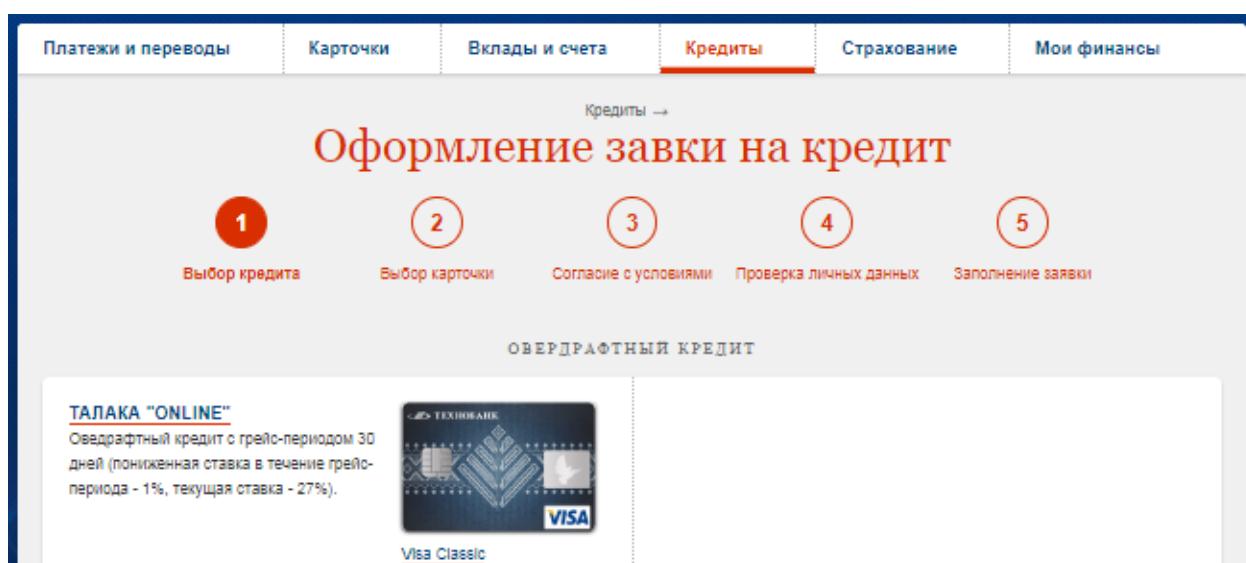 Платежи и переводы Карточки Вклады и счета Кредиты Страхование Мои финансы
Кредиты →
Оформление завки на кредит
1 2 3 4 5
Выбор кредита Выбор карточки Согласие с условиями Проверка личных данных Заполнение заявки
ОВЕРДРАФТНЫЙ КРЕДИТ
ТАЛАКА "ONLINE"
Оведрафтный кредит с грейс-периодом 30
дней (пониженная ставка в течение грейс-
периода - 1%, текущая ставка - 27%).
ТЕХНОБАНК
VISA
Visa Classic